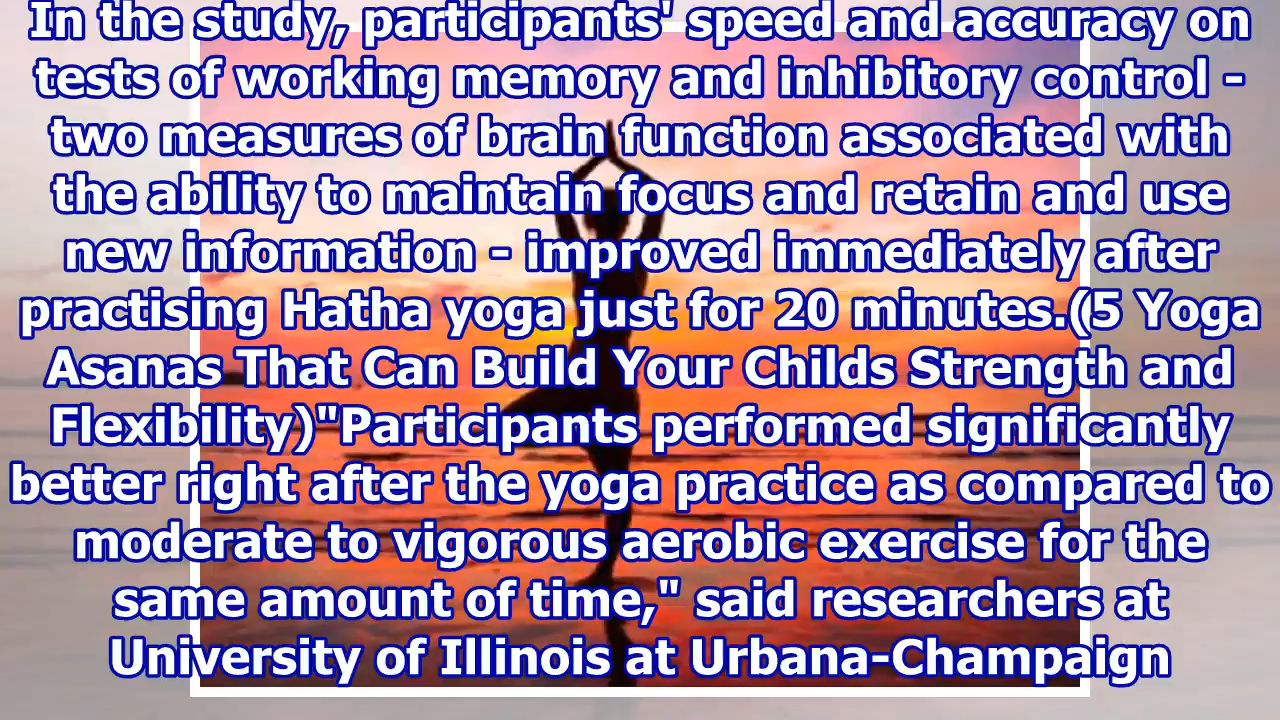 In the study, participants' speed and accuracy on
tests of working memory and inhibitory control -
two measures of brain function associated with
the ability to maintain focus and retain and use
new information - improved immediately after
practising Hatha yoga just for 20 minutes.(5 Yoga
Asanas That Can Build Your Childs Strength and
Flexibility)"Participants performed significantly
better right after the yoga practice as compared to
moderate to vigorous aerobic exercise for the
same amount of time," said researchers at
University of Illinois at Urbana-Champaign